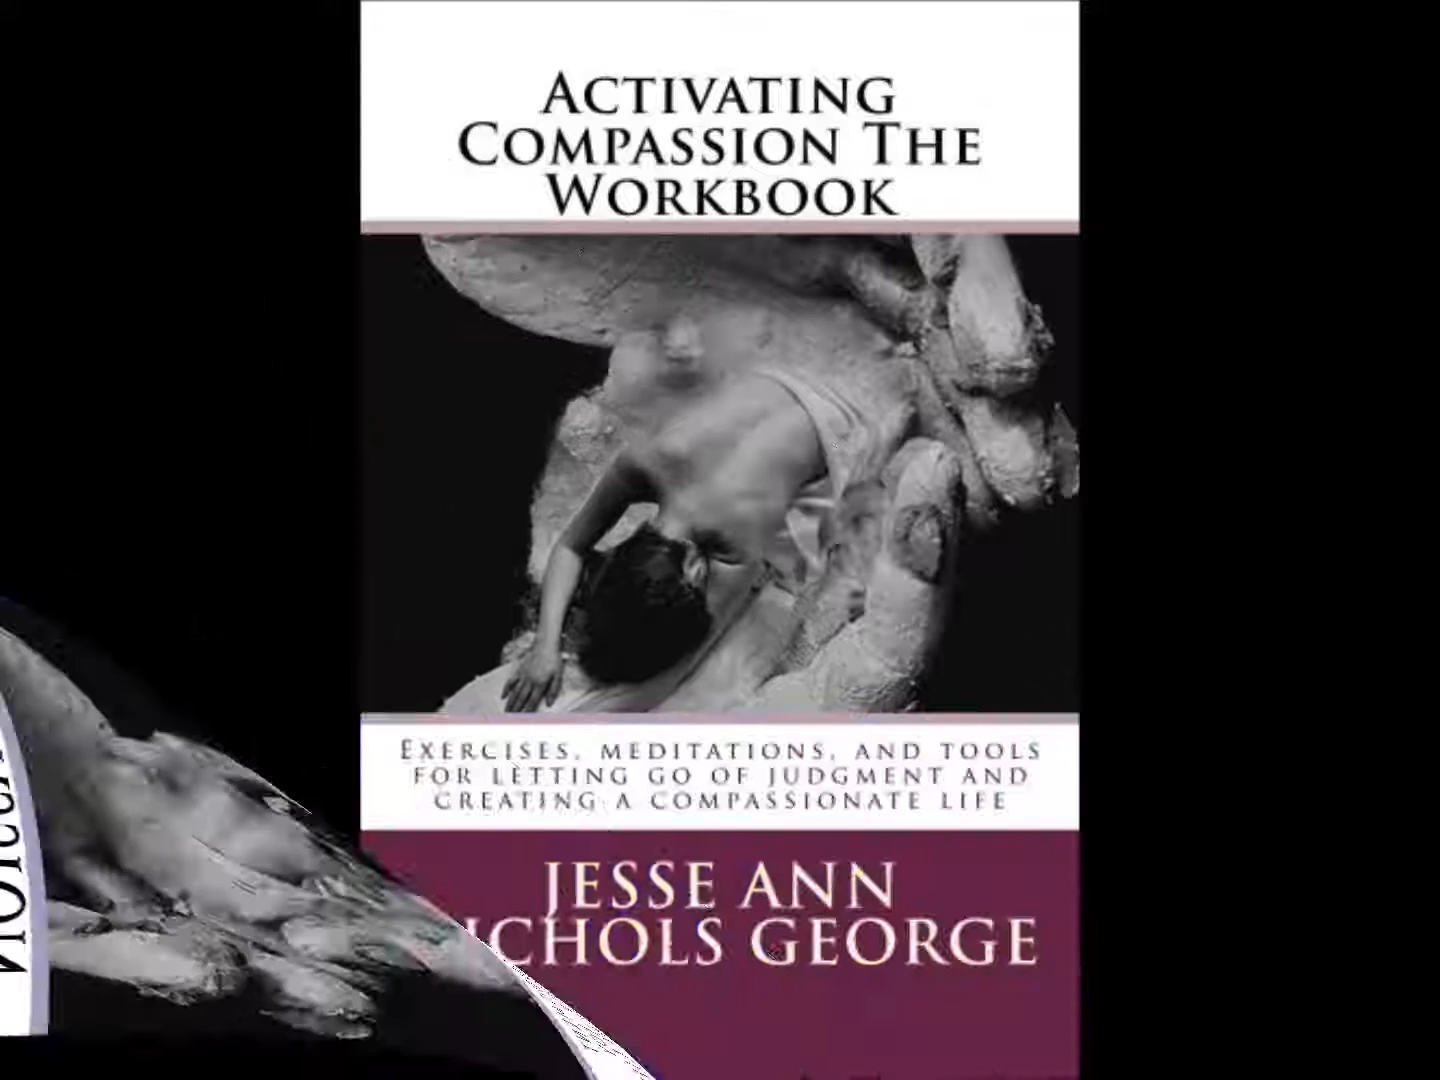 ACTIVATING
COMPASSION THE
WORKBOOK
EXERCISES, MEDITATIONS, AND TOOLS
FOR LETTING GO OF JUDGMENT AND
CREATING A COMPASSIONATE LIFE
JESSE ANN
ICHOLS GEORGE